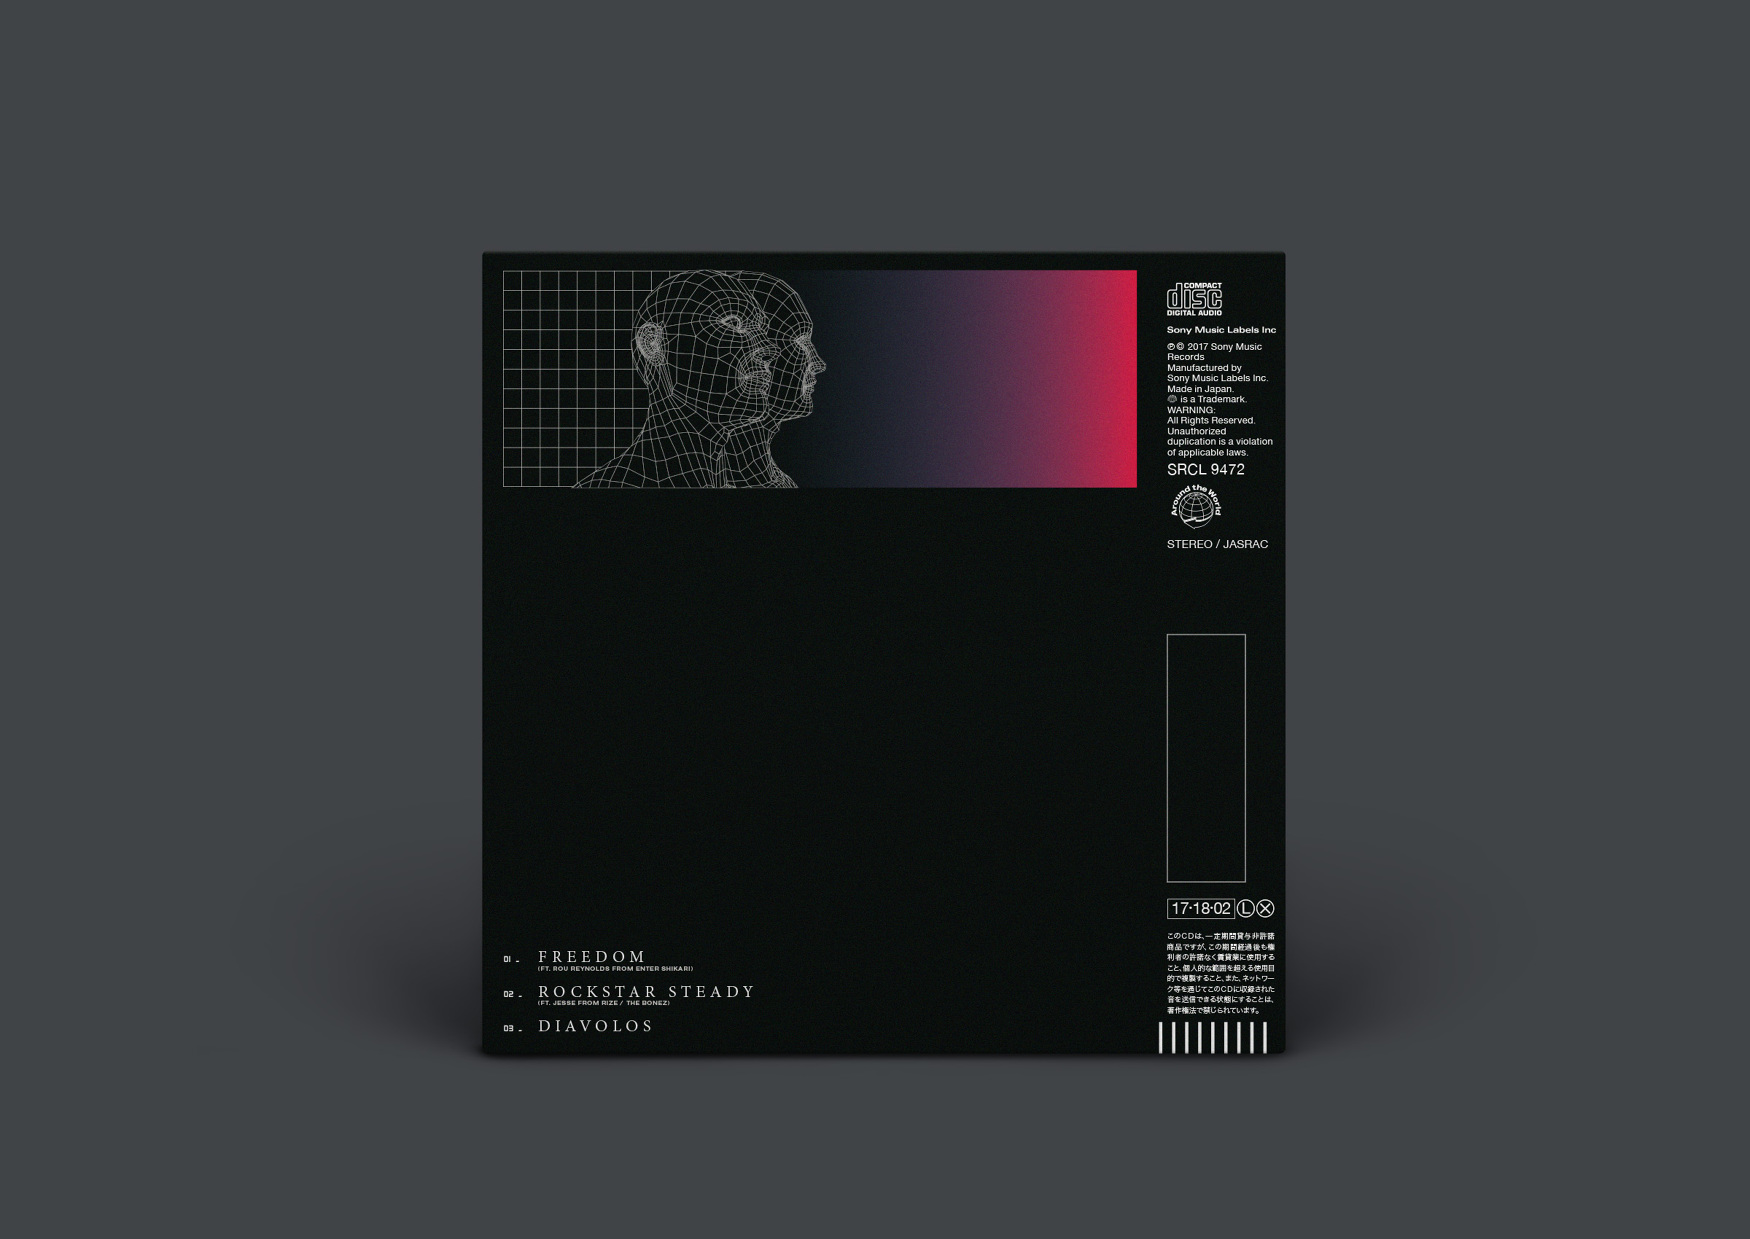 COMPACT
disc
DIGITAL AUDIO
Sony Music Labels Inc
Ⓟ© 2017 Sony Music
Records
Manufactured by
Sony Music Labels Inc.
Made in Japan.
is a Trademark.
WARNING:
All Rights Reserved.
Unauthorized
duplication is a violation
of applicable laws.
SRCL 9472
Around the World
STEREO / JASRAC
17·18·02 Ⓛ Ⓧ
このCDは、一定期間貸与非許諾
商品ですが、この期間経過後も権
利者の許諾なく賃貸業に使用する
こと、個人的な範囲を超える使用目
的で複製すること、また、ネットワー
ク等を通じてこのCDに収録された
音を送信できる状態にすることは、
著作権法で禁じられています。
01 _ FREEDOM
(FT. ROU REYNOLDS FROM ENTER SHIKARI)
02 _ ROCKSTAR STEADY
(FT. JESSE FROM RIZE / THE BONEZ)
03 _ DIAVOLOS